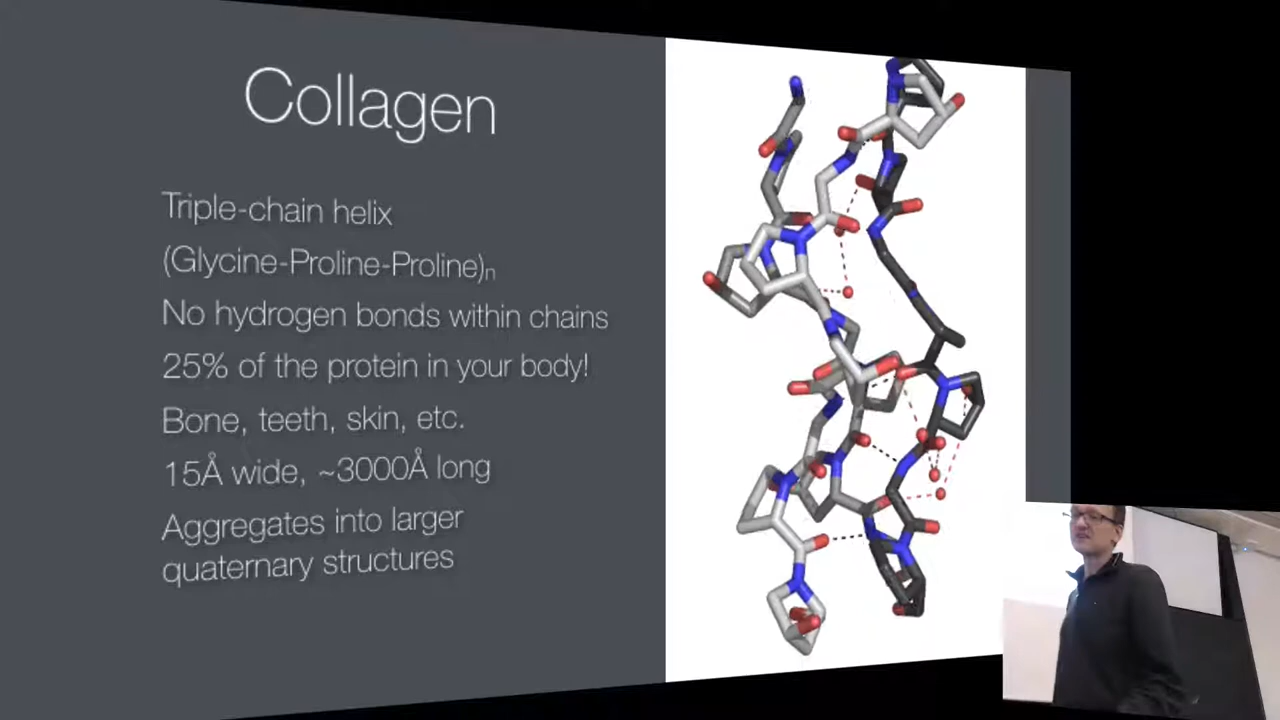 Collagen
Triple-chain helix
(Glycine-Proline-Proline)n
No hydrogen bonds within chains
25% of the protein in your body!
Bone, teeth, skin, etc.
15Å wide, ~3000Å long
Aggregates into larger
quaternary structures